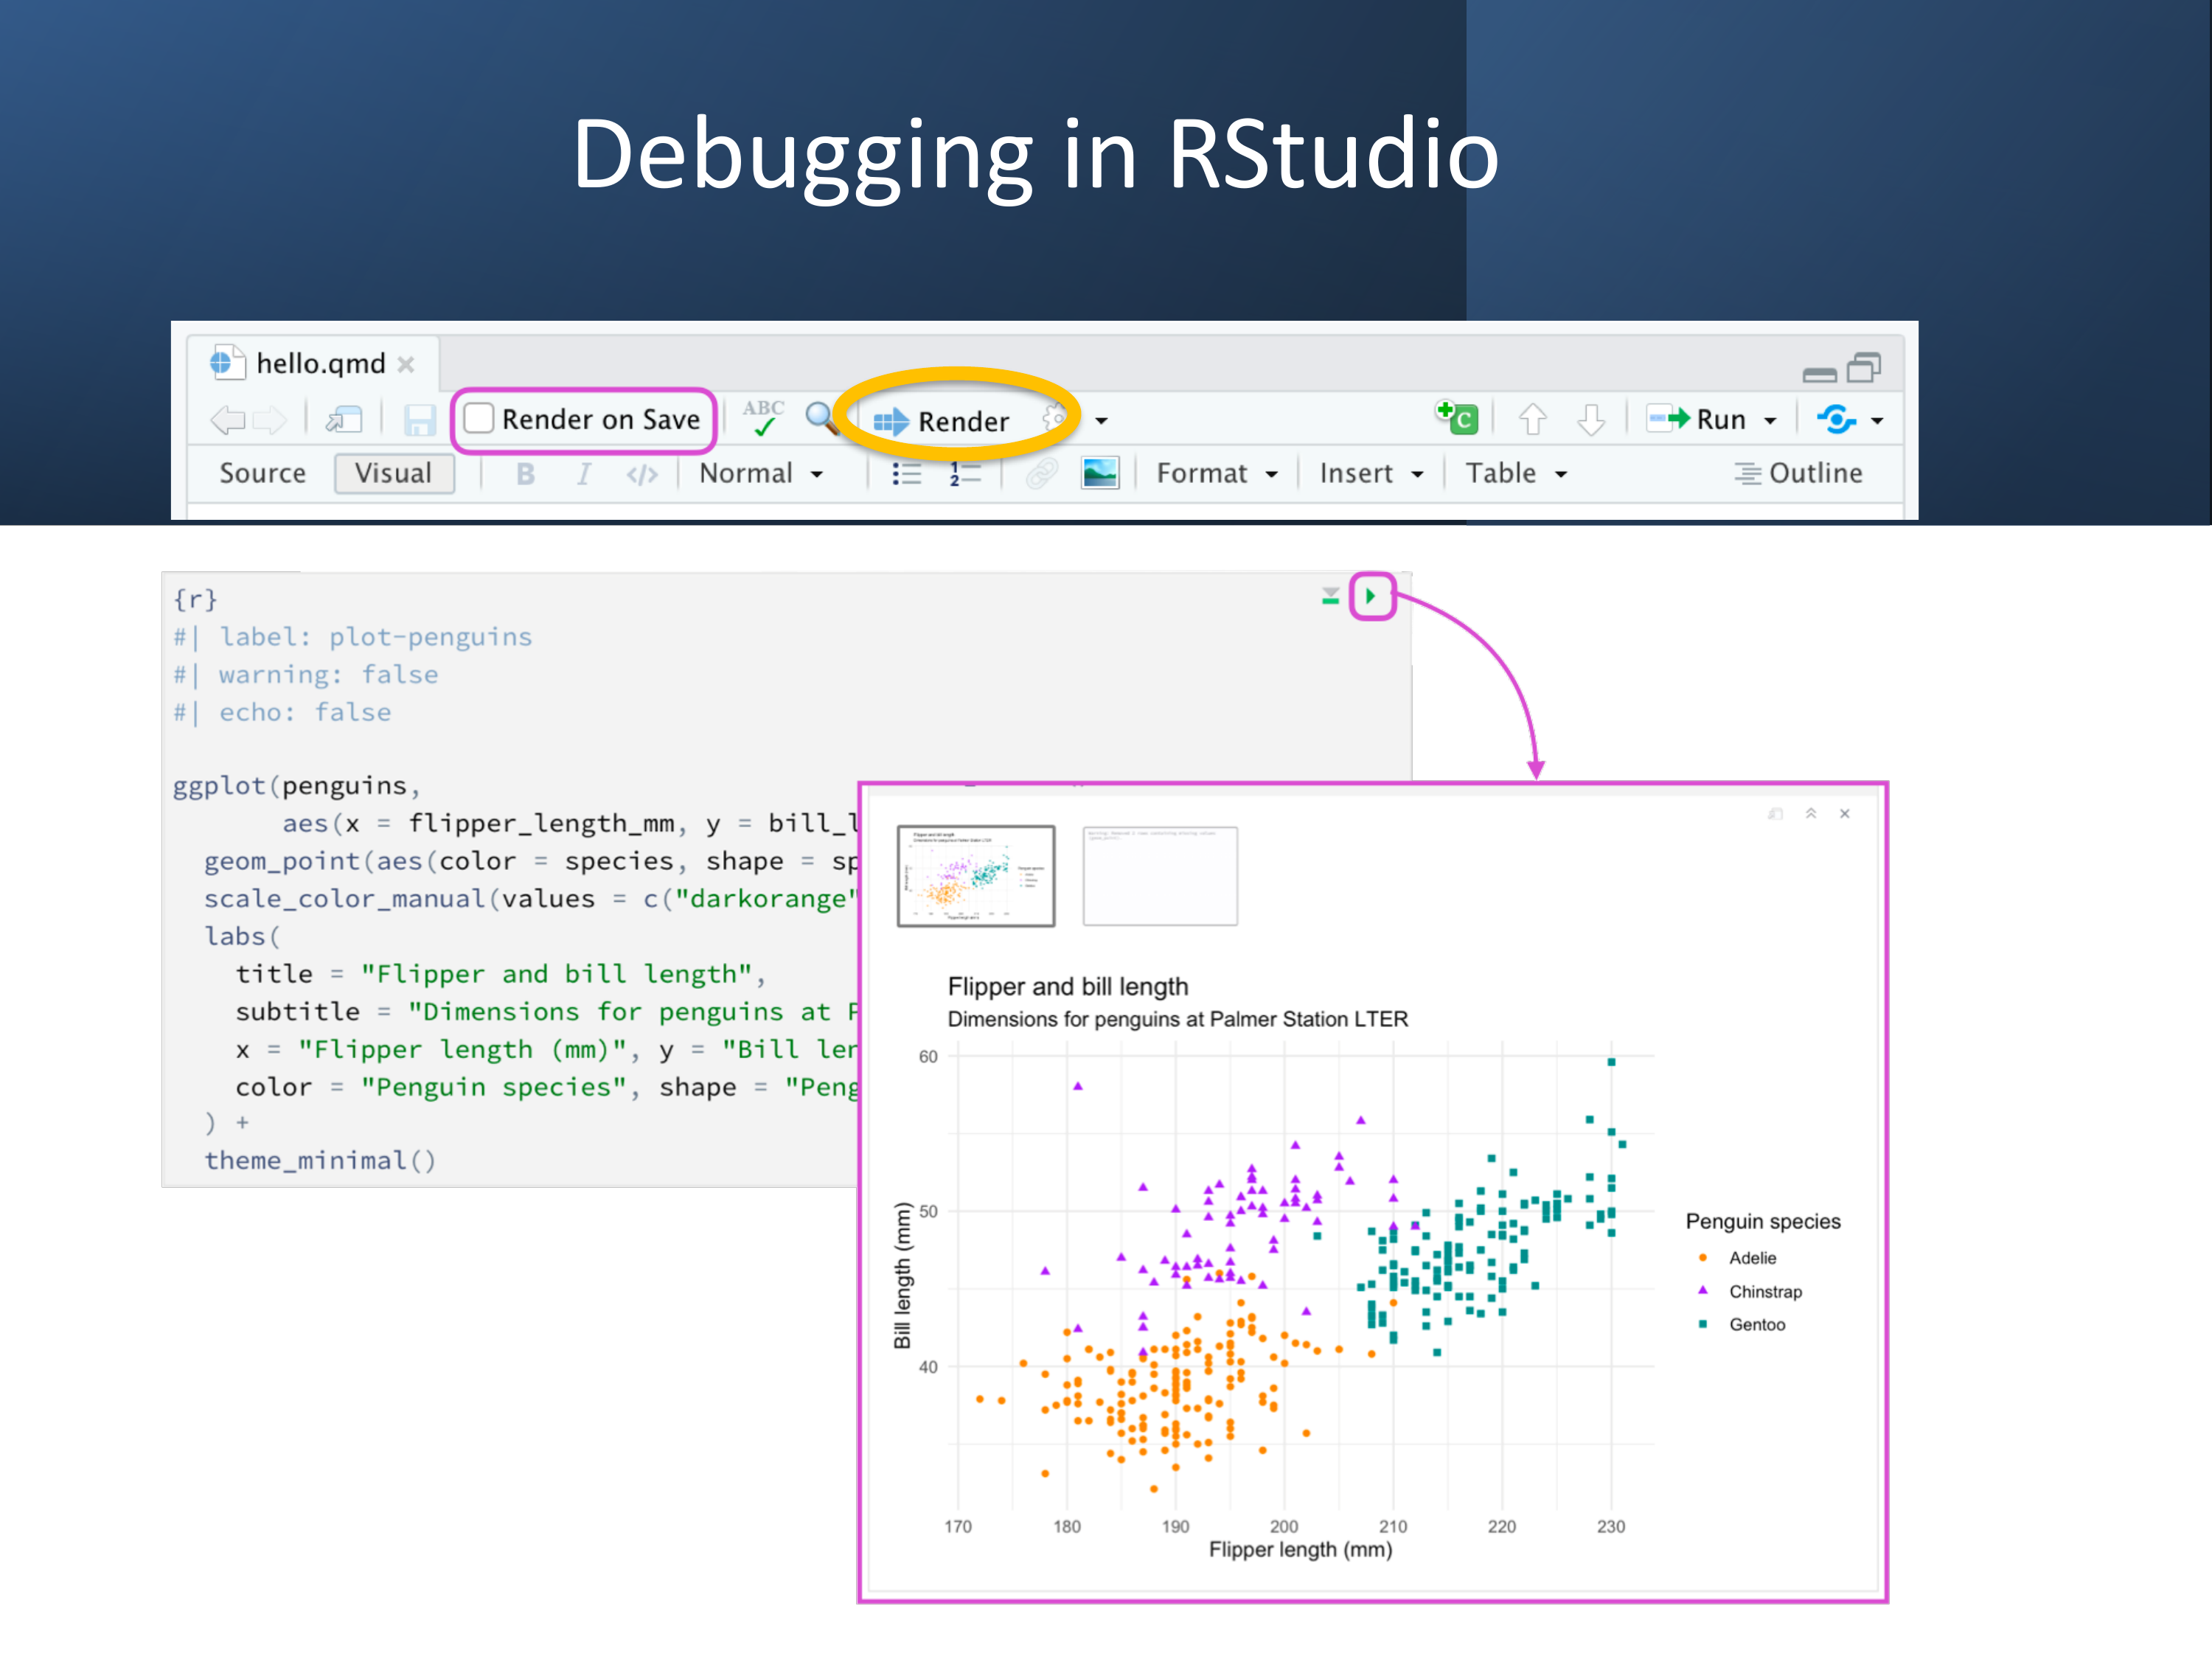 Debugging in RStudio
hello.qmd
Render on Save
ABC
Render
Run
Source
Visual
B
I
</>
Normal
Format
Insert
Table
Outline
{r}
#| label: plot-penguins
#| warning: false
#| echo: false
ggplot(penguins,
aes(x = flipper_length_mm, y = bill_l
geom_point(aes(color = species, shape = sp
scale_color_manual(values = c("darkorange"
labs(
title = "Flipper and bill length",
subtitle = "Dimensions for penguins at P
x = "Flipper length (mm)", y = "Bill len
color = "Penguin species", shape = "Peng
) +
theme_minimal()
Flipper and bill length
Dimensions for penguins at Palmer Station LTER
60
50
40
Bill length (mm)
170 180 190 200 210 220 230
Flipper length (mm)
Penguin species
Adelie
Chinstrap
Gentoo